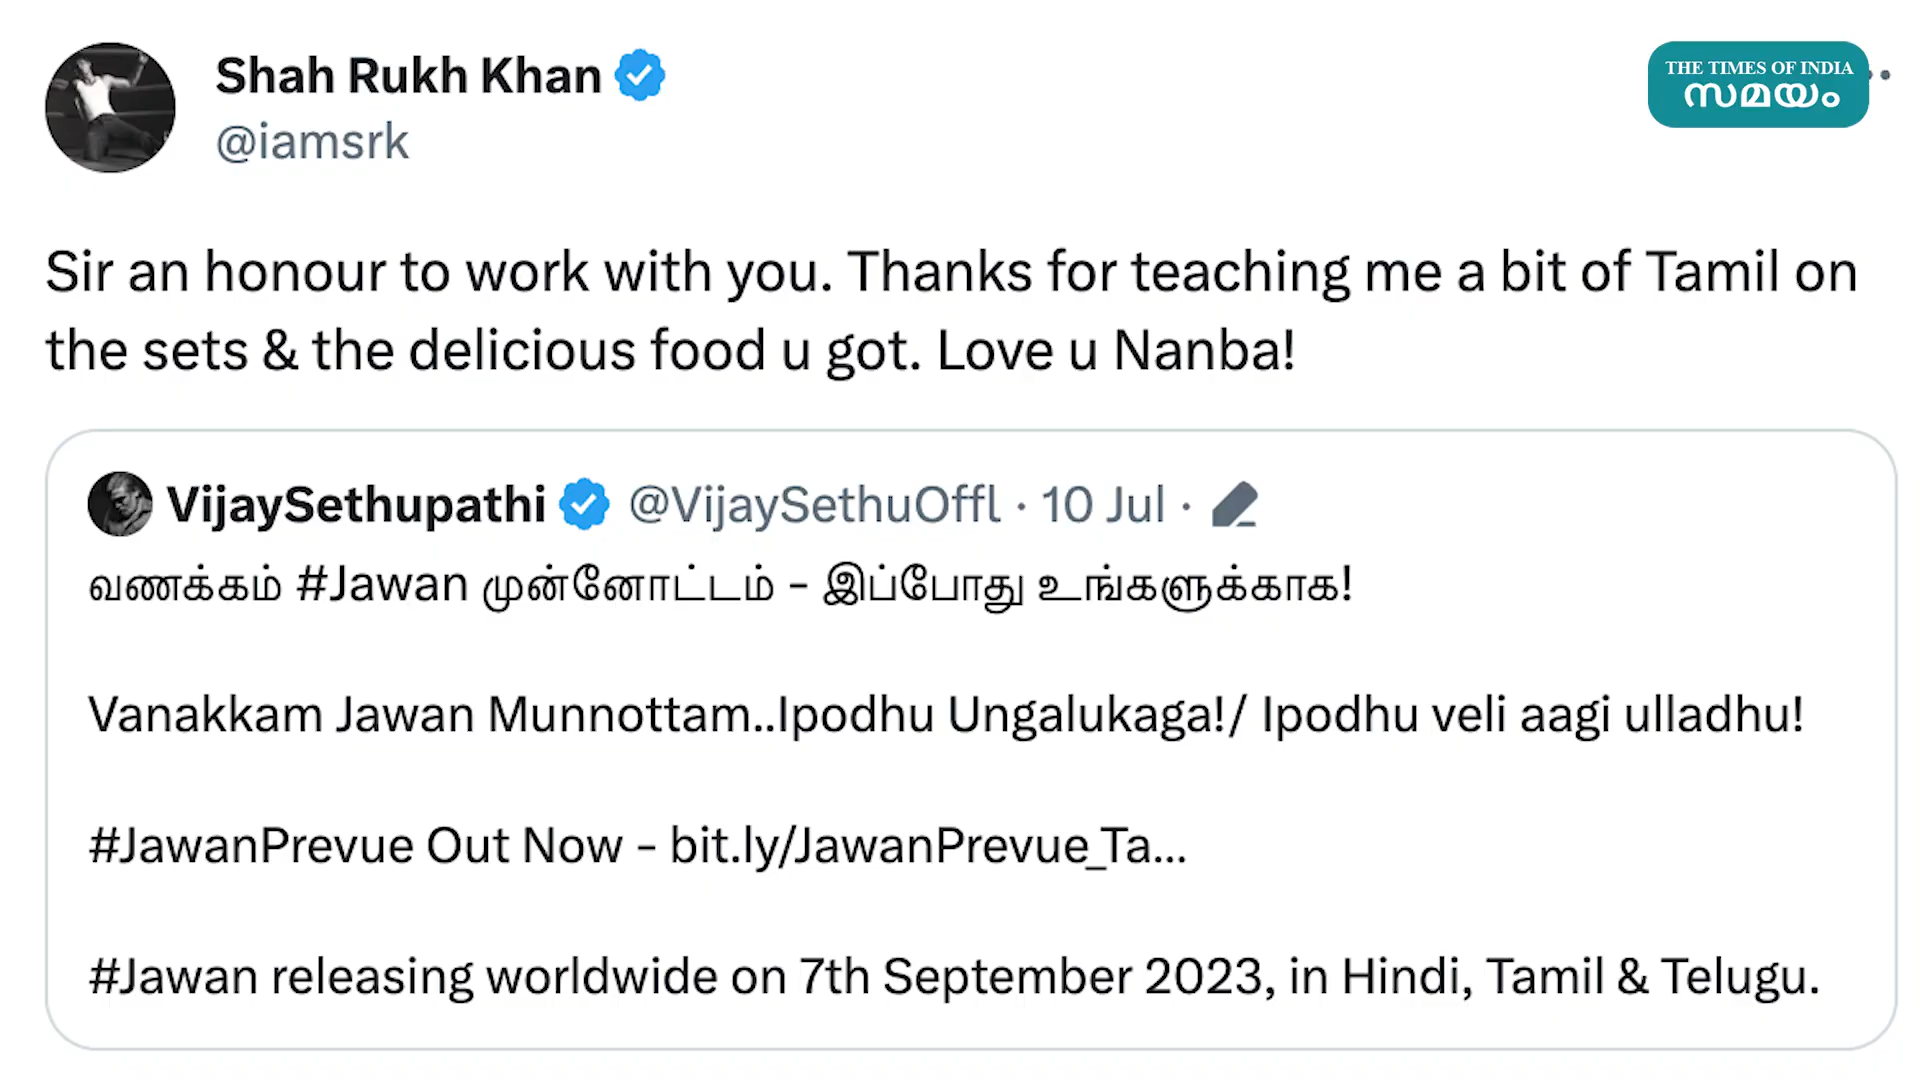 Shah Rukh Khan
@iamsrk
THE TIMES OF INDIA
സമയം
Sir an honour to work with you. Thanks for teaching me a bit of Tamil on
the sets & the delicious food u got. Love u Nanba!
VijaySethupathi @VijaySethuOffl · 10 Jul ·
வணக்கம் #Jawan முன்னோட்டம் - இப்போது உங்களுக்காக!
Vanakkam Jawan Munnottam..Ipodhu Ungalukaga!/ Ipodhu veli aagi ulladhu!
#JawanPrevue Out Now - bit.ly/JawanPrevue_Ta...
#Jawan releasing worldwide on 7th September 2023, in Hindi, Tamil & Telugu.